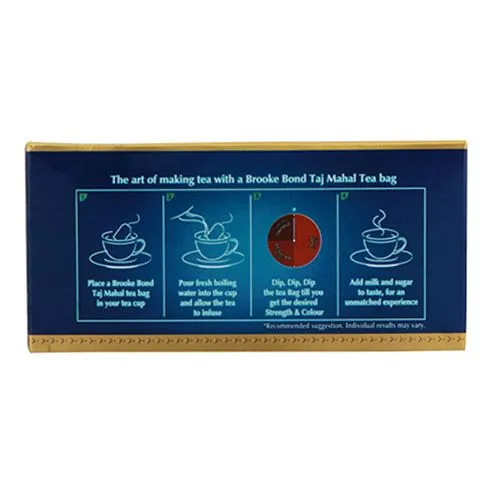 The art of making tea with a Brooke Bond Taj Mahal Tea bag
1
Place a Brooke Bond
Taj Mahal tea bag
in your tea cup
2
Pour fresh boiling
water into the cup
and allow the tea
to infuse
3
Dip, Dip, Dip
the tea Bag till you
get the desired
Strength & Colour
4
Add milk and sugar
to taste, for an
unmatched experience
*Recommended suggestion. Individual results may vary.